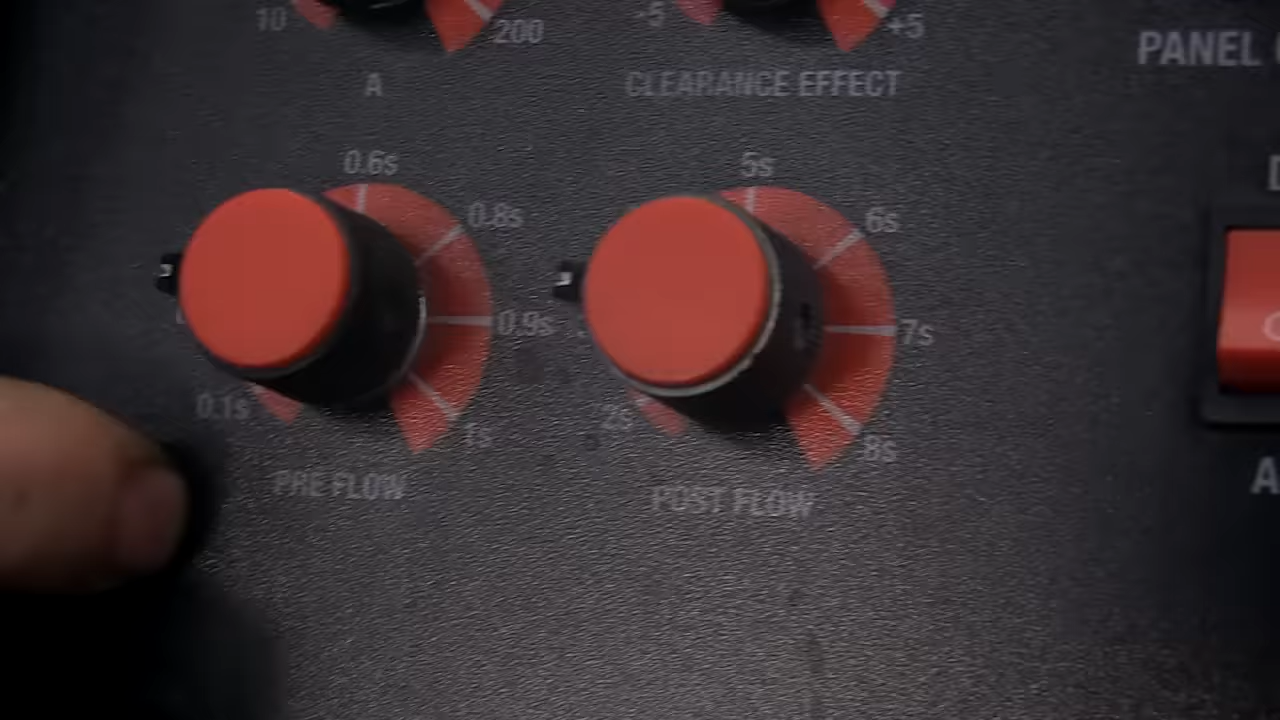 10 200 -5 +5
PANEL
A CLEARANCE EFFECT
0.6s 5s
0.8s 6s
0.9s 7s
0.1s 1s 2s 8s
PRE FLOW POST FLOW